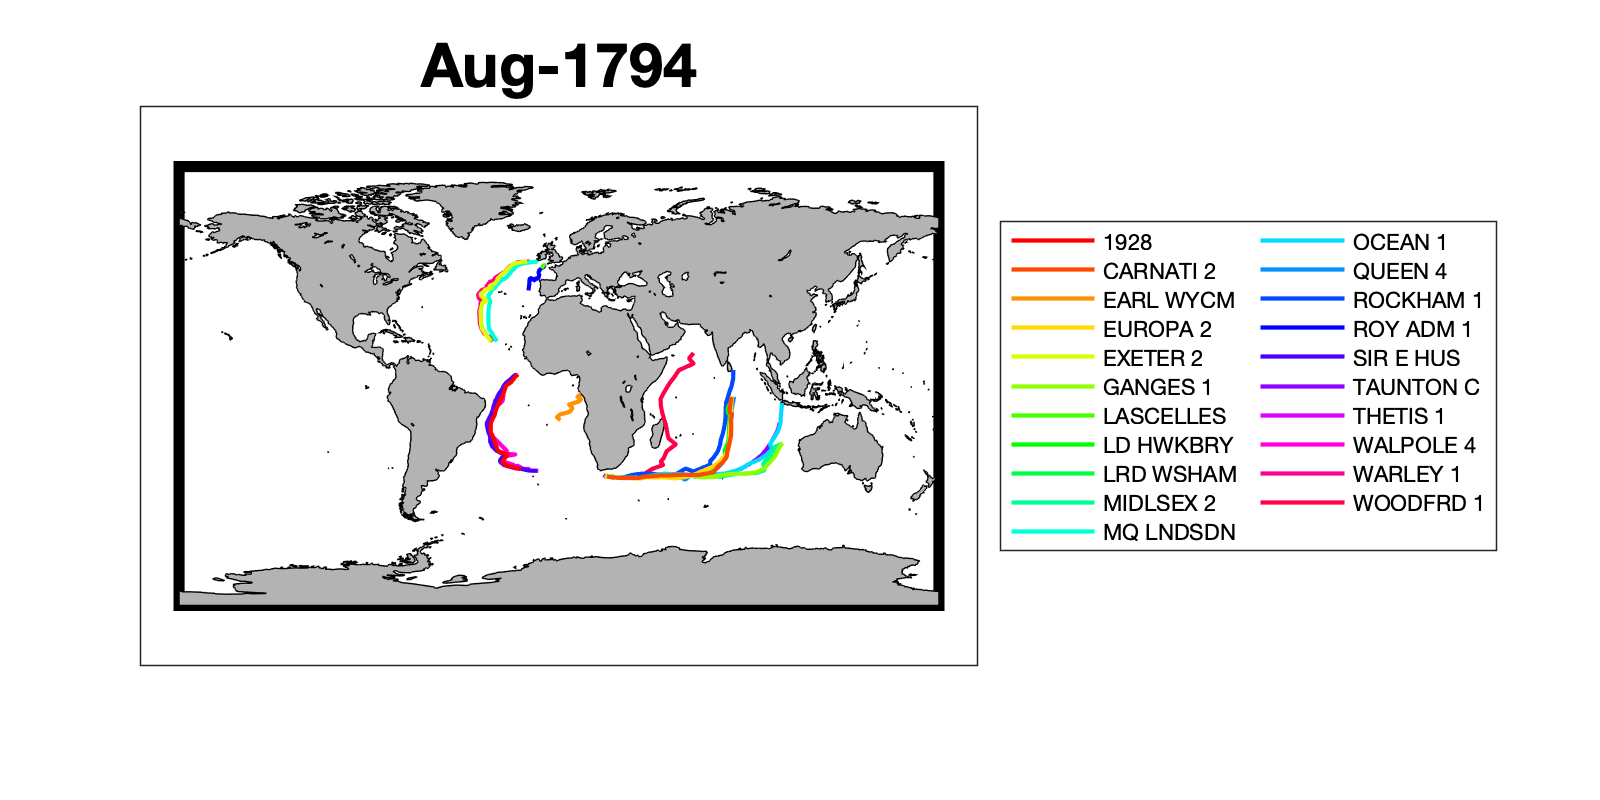 Aug-1794
1928
CARNATI 2
EARL WYCM
EUROPA 2
EXETER 2
GANGES 1
LASCELLES
LD HWKBRY
LRD WSHAM
MIDLSEX 2
MQ LNDSDN
OCEAN 1
QUEEN 4
ROCKHAM 1
ROY ADM 1
SIR E HUS
TAUNTON C
THETIS 1
WALPOLE 4
WARLEY 1
WOODFRD 1